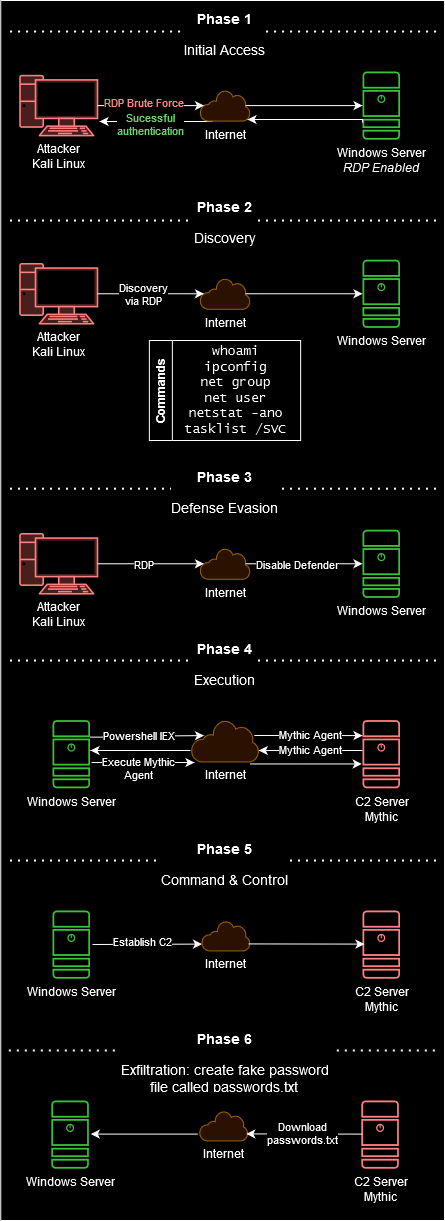 Phase 1
Initial Access
RDP Brute Force
Sucessful
authentication
Internet
Attacker
Kali Linux
Windows Server
RDP Enabled
Phase 2
Discovery
Discovery
via RDP
Internet
Attacker
Kali Linux
Windows Server
Commands
whoami
ipconfig
net group
net user
netstat -ano
tasklist /SVC
Phase 3
Defense Evasion
RDP
Disable Defender
Internet
Attacker
Kali Linux
Windows Server
Phase 4
Execution
Powershell IEX
Mythic Agent
Mythic Agent
Execute Mythic
Agent
Internet
Windows Server
C2 Server
Mythic
Phase 5
Command & Control
Establish C2
Internet
Windows Server
C2 Server
Mythic
Phase 6
Exfiltration: create fake password
file called passwords.txt
Download
passwords.txt
Internet
Windows Server
C2 Server
Mythic